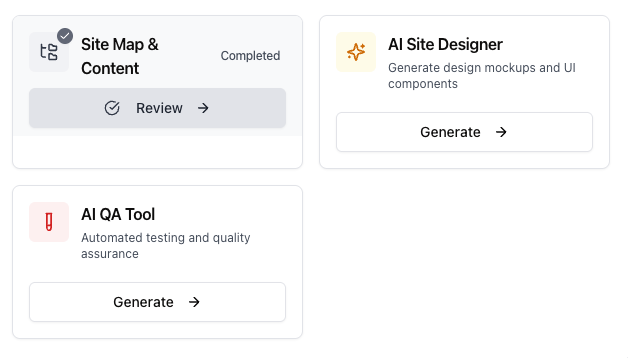 Site Map &
Content
Completed
Review
AI Site Designer
Generate design mockups and UI
components
Generate
AI QA Tool
Automated testing and quality
assurance
Generate